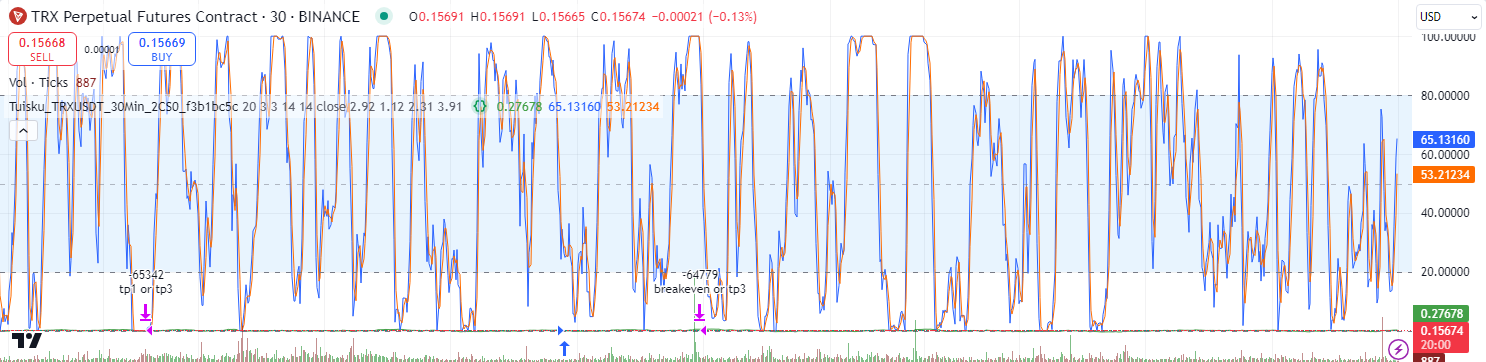 TRX Perpetual Futures Contract · 30 · BINANCE O0.15691 H0.15691 L0.15665 C0.15674 −0.00021 (−0.13%)
USD
0.15668
SELL
0.00001
0.15669
BUY
100.00000
Vol · Ticks 887
80.00000
Tuisku_TRXUSDT_30Min_2CS0_f3b1bc5c 20 3 3 14 14 close 2.92 1.12 2.31 3.91 0.27678 65.13160 53.21234
65.13160
60.00000
53.21234
40.00000
20.00000
-65342
tp1 or tp3
-64779
breakeven or tp3
0.27678
0.15674
20:00
887